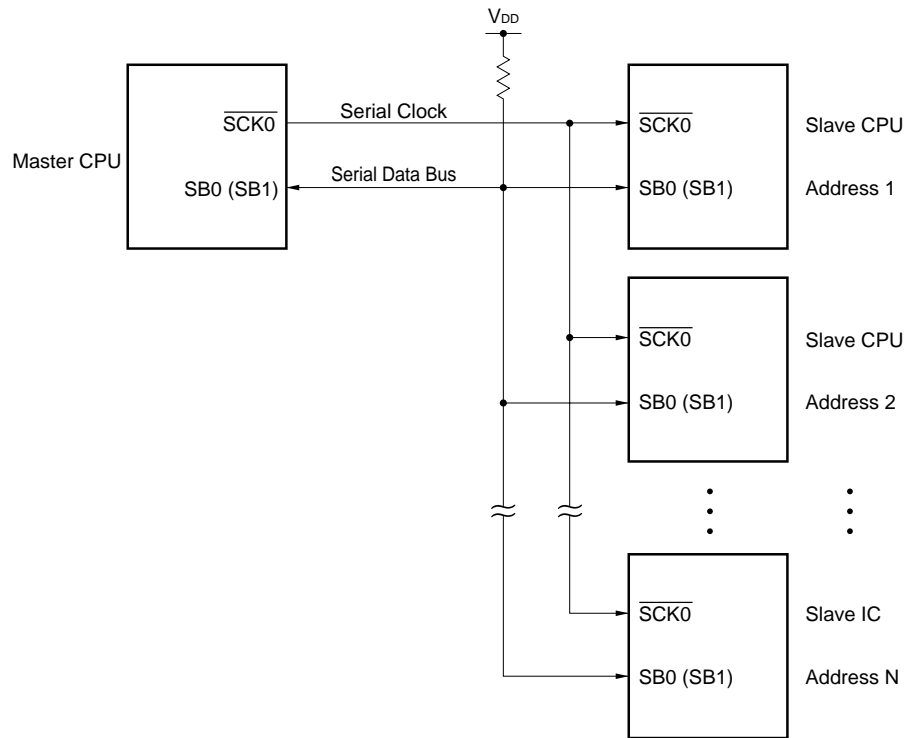 VDD
SCK0
Serial Clock
SCK0
Slave CPU
Master CPU
SB0 (SB1)
Serial Data Bus
SB0 (SB1)
Address 1
SCK0
Slave CPU
SB0 (SB1)
Address 2
SCK0
Slave IC
SB0 (SB1)
Address N